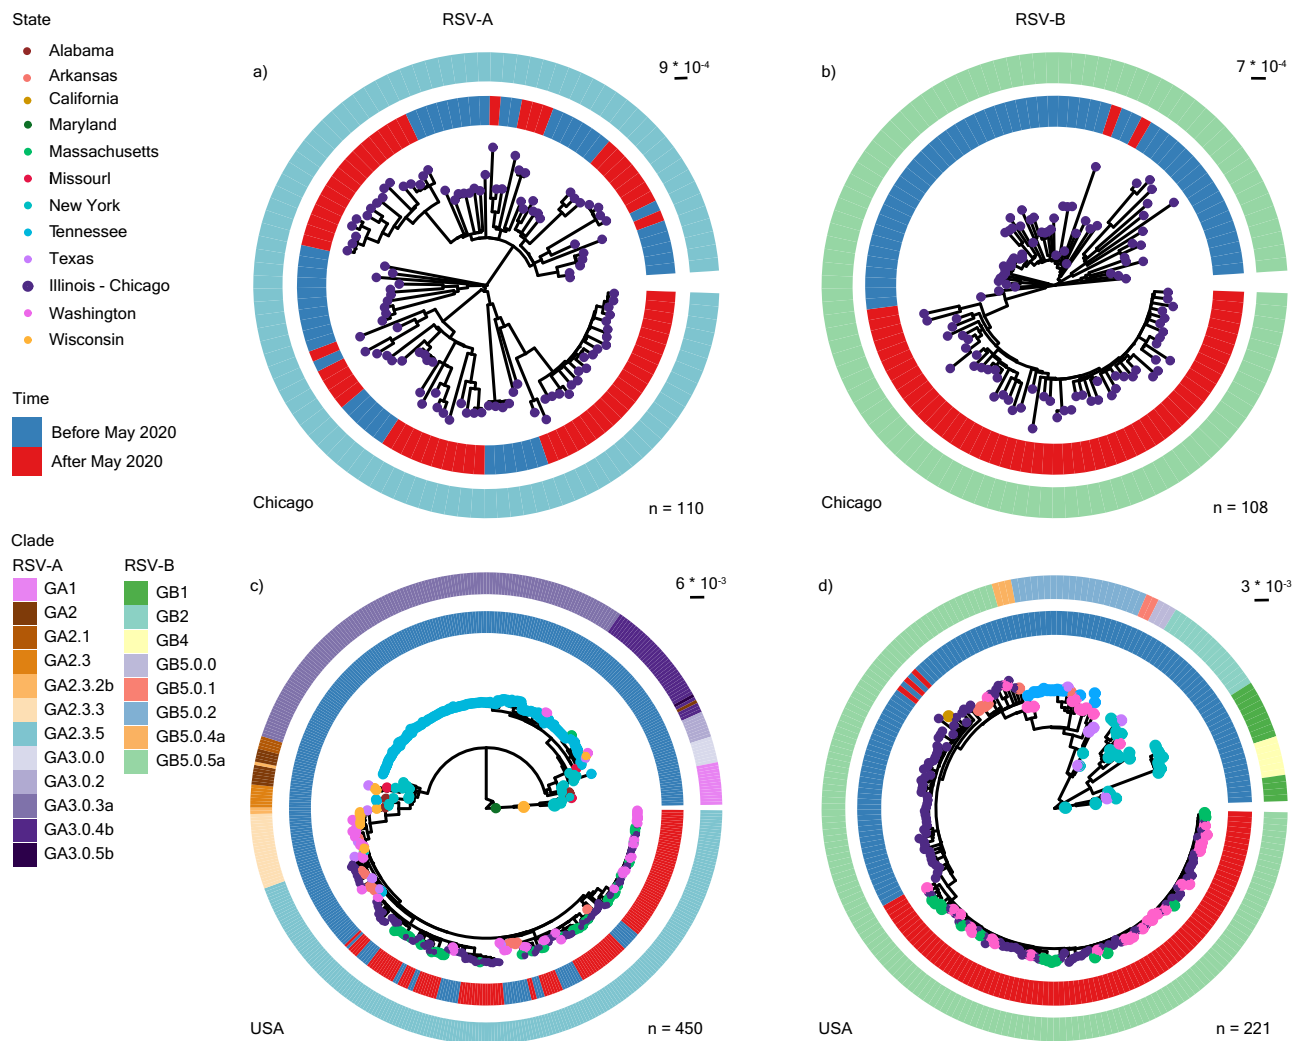 State
Alabama
Arkansas
California
Maryland
Massachusetts
Missourl
New York
Tennessee
Texas
Illinois - Chicago
Washington
Wisconsin
Time
Before May 2020
After May 2020
Clade
RSV-A
GA1
GA2
GA2.1
GA2.3
GA2.3.2b
GA2.3.3
GA2.3.5
GA3.0.0
GA3.0.2
GA3.0.3a
GA3.0.4b
GA3.0.5b
RSV-B
GB1
GB2
GB4
GB5.0.0
GB5.0.1
GB5.0.2
GB5.0.4a
GB5.0.5a
RSV-A
RSV-B
a)
9 * 10⁻⁴
Chicago
n = 110
b)
7 * 10⁻⁴
Chicago
n = 108
c)
6 * 10⁻³
USA
n = 450
d)
3 * 10⁻³
USA
n = 221